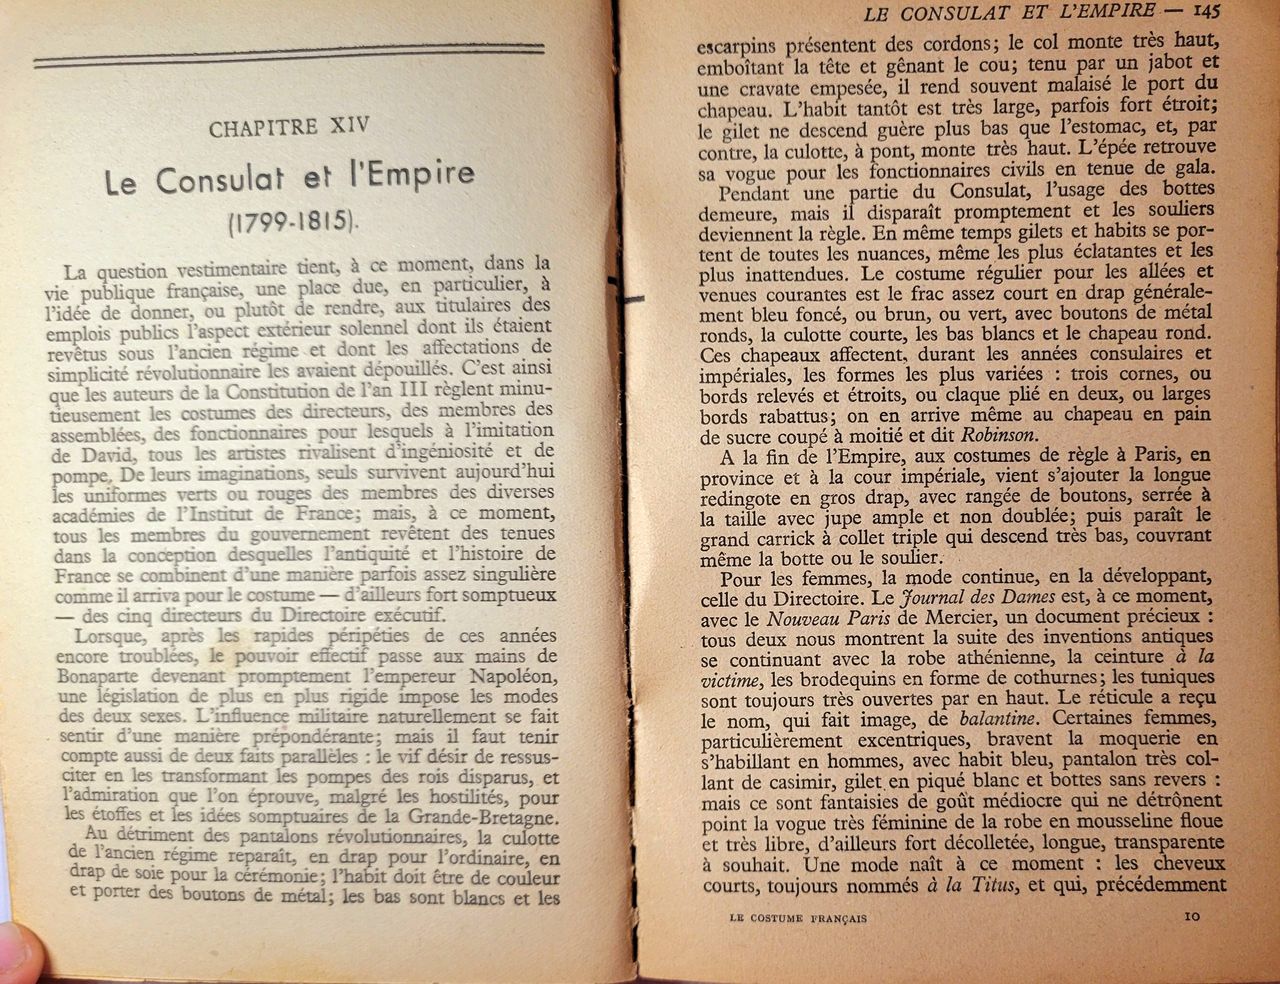 CHAPITRE XIV
Le Consulat et l'Empire
(1799-1815).
La question vestimentaire tient, à ce moment, dans la
vie publique française, une place due, en particulier, à
l'idée de donner, ou plutôt de rendre, aux titulaires des
emplois publics l'aspect extérieur solennel dont ils étaient
revêtus sous l'ancien régime et dont les affectations de
simplicité révolutionnaire les avaient dépouillés. C'est ainsi
que les auteurs de la Constitution de l'an III règlent minu-
tieusement les costumes des directeurs, des membres des
assemblées, des fonctionnaires pour lesquels à l'imitation
de David, tous les artistes rivalisent d'ingéniosité et de
pompe. De leurs imaginations, seuls survivent aujourd'hui
les uniformes verts ou rouges des membres des diverses
académies de l'Institut de France; mais, à ce moment,
tous les membres du gouvernement revêtent des tenues
dans la conception desquelles l'antiquité et l'histoire de
France se combinent d'une manière parfois assez singulière
comme il arriva pour le costume — d'ailleurs fort somptueux
— des cinq directeurs du Directoire exécutif.
Lorsque, après les rapides péripéties de ces années
encore troublées, le pouvoir effectif passe aux mains de
Bonaparte devenant promptement l'empereur Napoléon,
une législation de plus en plus rigide impose les modes
des deux sexes. L'influence militaire naturellement se fait
sentir d'une manière prépondérante; mais il faut tenir
compte aussi de deux faits parallèles : le vif désir de ressus-
citer en les transformant les pompes des rois disparus, et
l'admiration que l'on éprouve, malgré les hostilités, pour
les étoffes et les idées somptuaires de la Grande-Bretagne.
Au détriment des pantalons révolutionnaires, la culotte
de l'ancien régime reparaît, en drap pour l'ordinaire, en
drap de soie pour la cérémonie; l'habit doit être de couleur
et porter des boutons de métal; les bas sont blancs et les
LE CONSULAT ET L'EMPIRE — 145
escarpins présentent des cordons; le col monte très haut,
emboîtant la tête et gênant le cou; tenu par un jabot et
une cravate empesée, il rend souvent malaisé le port du
chapeau. L'habit tantôt est très large, parfois fort étroit;
le gilet ne descend guère plus bas que l'estomac, et, par
contre, la culotte, à pont, monte très haut. L'épée retrouve
sa vogue pour les fonctionnaires civils en tenue de gala.
Pendant une partie du Consulat, l'usage des bottes
demeure, mais il disparaît promptement et les souliers
deviennent la règle. En même temps gilets et habits se por-
tent de toutes les nuances, même les plus éclatantes et les
plus inattendues. Le costume régulier pour les allées et
venues courantes est le frac assez court en drap générale-
ment bleu foncé, ou brun, ou vert, avec boutons de métal
ronds, la culotte courte, les bas blancs et le chapeau rond.
Ces chapeaux affectent, durant les années consulaires et
impériales, les formes les plus variées : trois cornes, ou
bords relevés et étroits, ou claque plié en deux, ou larges
bords rabattus; on en arrive même au chapeau en pain
de sucre coupé à moitié et dit Robinson.
A la fin de l'Empire, aux costumes de règle à Paris, en
province et à la cour impériale, vient s'ajouter la longue
redingote en gros drap, avec rangée de boutons, serrée à
la taille avec jupe ample et non doublée; puis paraît le
grand carrick à collet triple qui descend très bas, couvrant
même la botte ou le soulier.
Pour les femmes, la mode continue, en la développant,
celle du Directoire. Le Journal des Dames est, à ce moment,
avec le Nouveau Paris de Mercier, un document précieux :
tous deux nous montrent la suite des inventions antiques
se continuant avec la robe athénienne, la ceinture à la
victime, les brodequins en forme de cothurnes; les tuniques
sont toujours très ouvertes par en haut. Le réticule a reçu
le nom, qui fait image, de balantine. Certaines femmes,
particulièrement excentriques, bravent la moquerie en
s'habillant en hommes, avec habit bleu, pantalon très col-
lant de casimir, gilet en piqué blanc et bottes sans revers :
mais ce sont fantaisies de goût médiocre qui ne détrônent
point la vogue très féminine de la robe en mousseline floue
et très libre, d'ailleurs fort décolletée, longue, transparente
à souhait. Une mode naît à ce moment : les cheveux
courts, toujours nommés à la Titus, et qui, précédemment
LE COSTUME FRANÇAIS 10